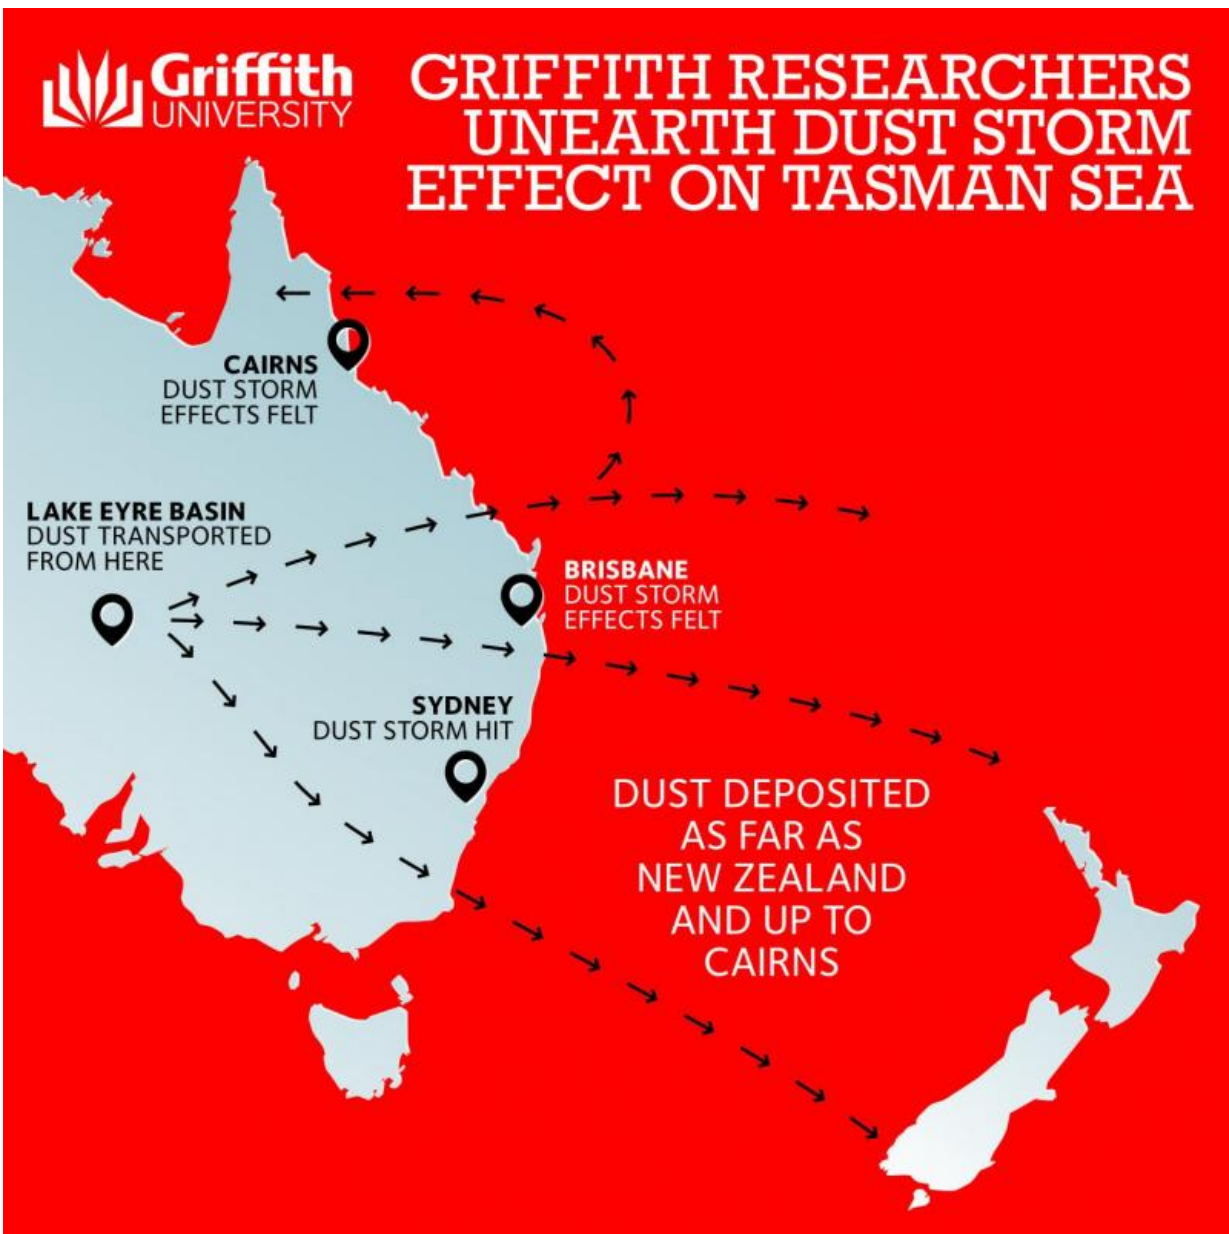 Griffith
UNIVERSITY
GRIFFITH RESEARCHERS
UNEARTH DUST STORM
EFFECT ON TASMAN SEA
CAIRNS
DUST STORM
EFFECTS FELT
LAKE EYRE BASIN
DUST TRANSPORTED
FROM HERE
BRISBANE
DUST STORM
EFFECTS FELT
SYDNEY
DUST STORM HIT
DUST DEPOSITED
AS FAR AS
NEW ZEALAND
AND UP TO
CAIRNS